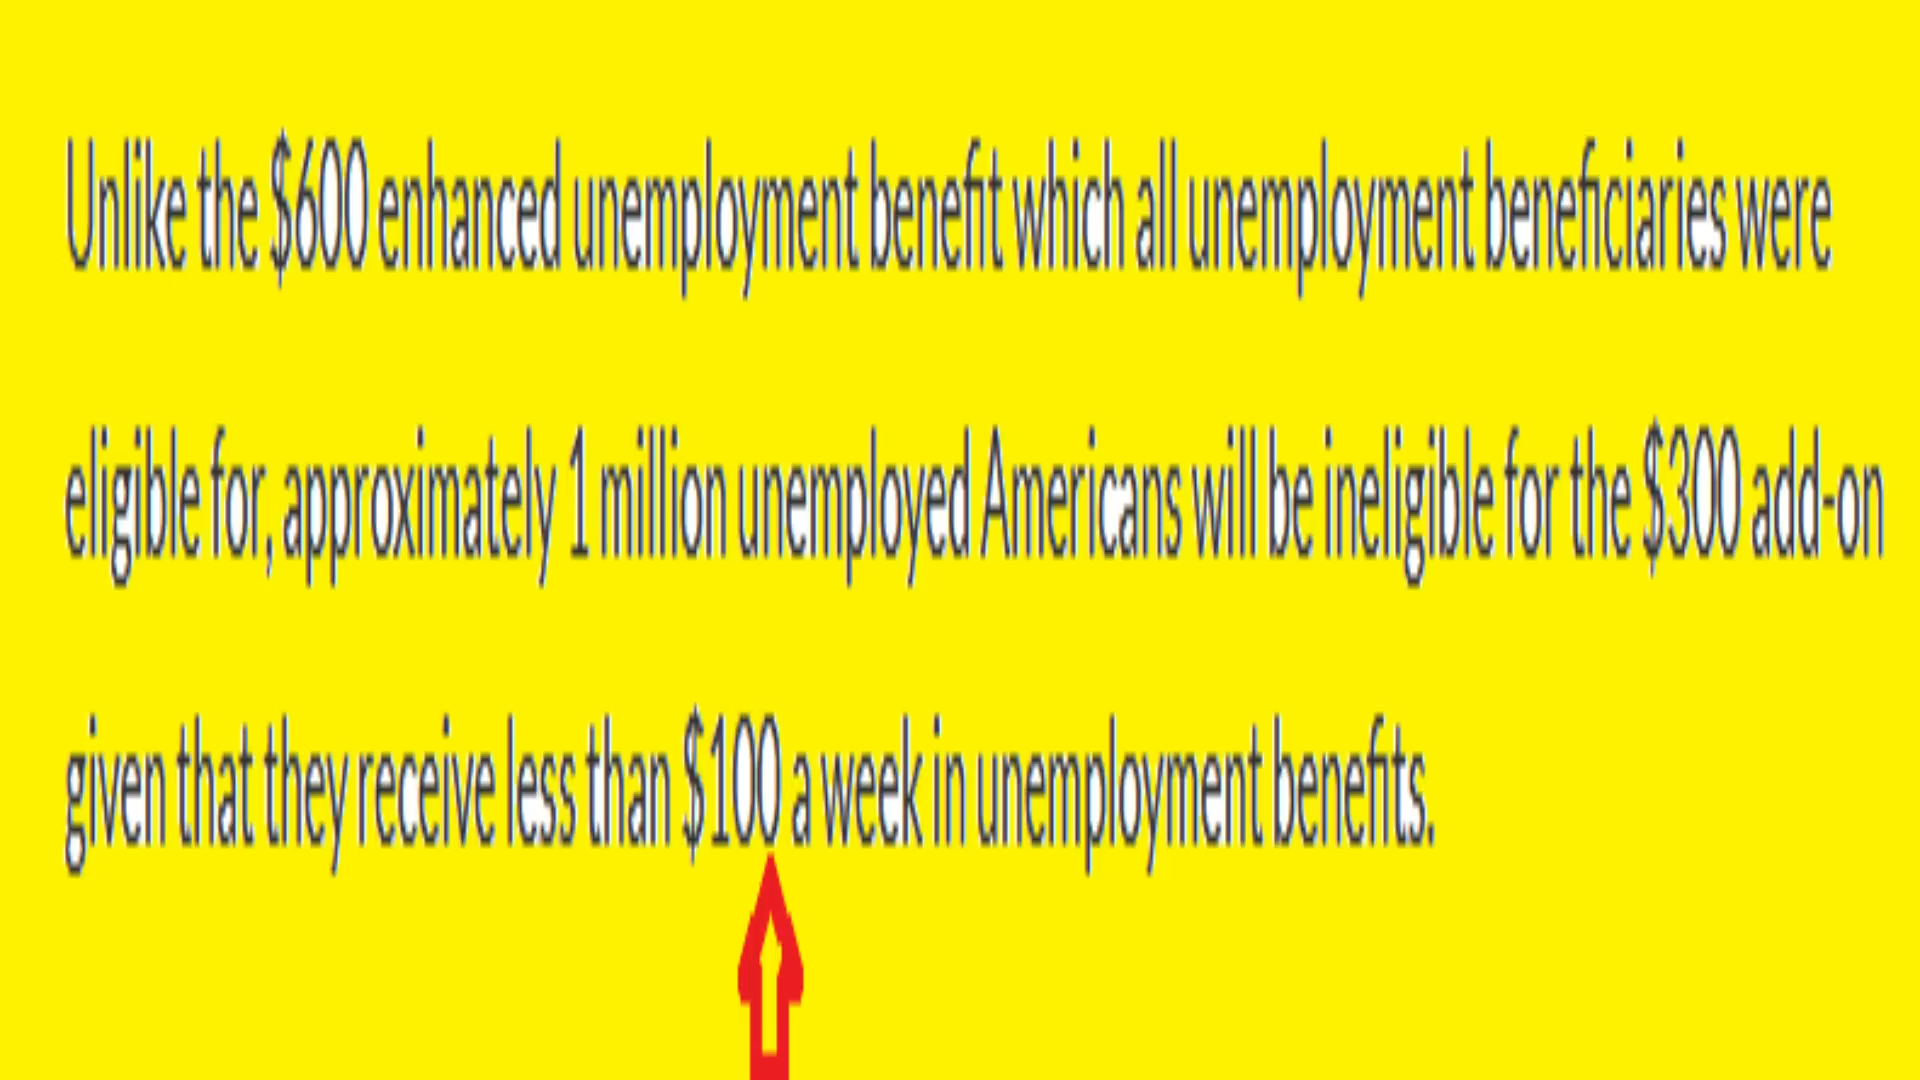 Unlike the $600 enhanced unemployment benefit which all unemployment beneficiaries were
eligible for, approximately 1 million unemployed Americans will be ineligible for the $300 add-on
given that they receive less than $100 a week in unemployment benefits.